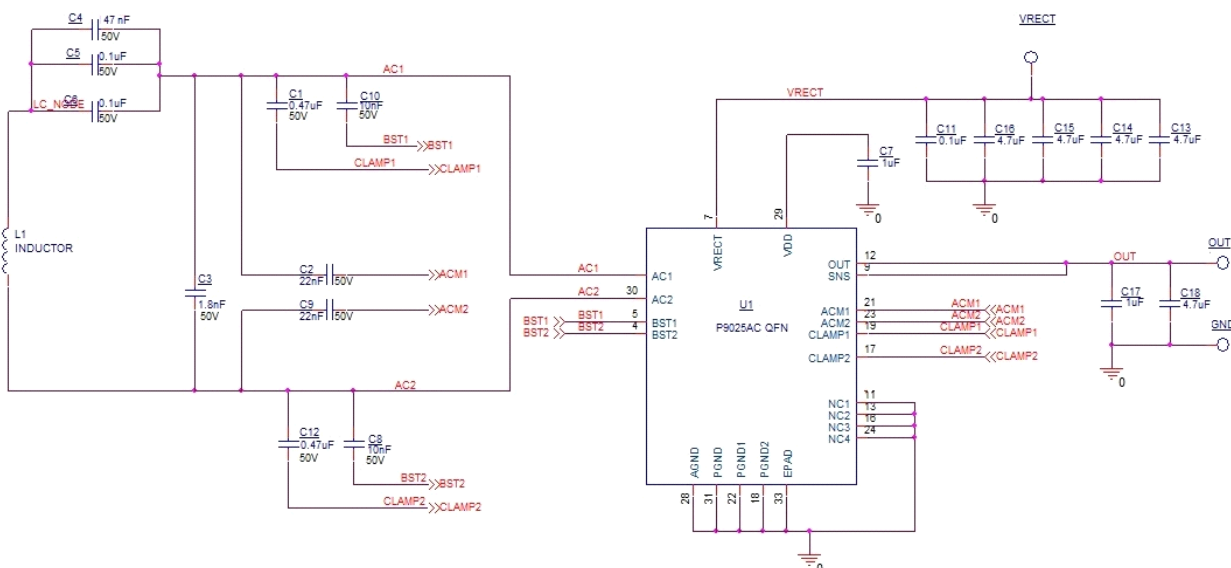 C4 47 nF
50V
C5 0.1uF
50V
LC_NODE
C6 0.1uF
50V
L1
INDUCTOR
AC1
C1
0.47uF
50V
C10
10nF
50V
BST1 BST1
CLAMP1 CLAMP1
C3
1.8nF
50V
C2
22nF 50V
ACM1
C9
22nF 50V
ACM2
AC2
C12
0.47uF
50V
C8
10nF
50V
BST2 BST2
CLAMP2 CLAMP2
VRECT
VRECT
C11
0.1uF
C16
4.7uF
C15
4.7uF
C14
4.7uF
C13
4.7uF
0
C7
1uF
0
7
29
VRECT
VDD
AC1
AC1
AC2
30
AC2
BST1 BST1 5 BST1
BST2 BST2 4 BST2
U1
P9025AC QFN
OUT 12
SNS 9
OUT
OUT
C17
1uF
C18
4.7uF
GND
0
ACM1 21 ACM1 ACM1
ACM2 23 ACM2 ACM2
CLAMP1 19 CLAMP1 CLAMP1
CLAMP2 17 CLAMP2 CLAMP2
NC1 11
NC2 13
NC3 16
NC4 24
AGND
PGND
PGND1
PGND2
EPAD
28
31
22
18
33
0